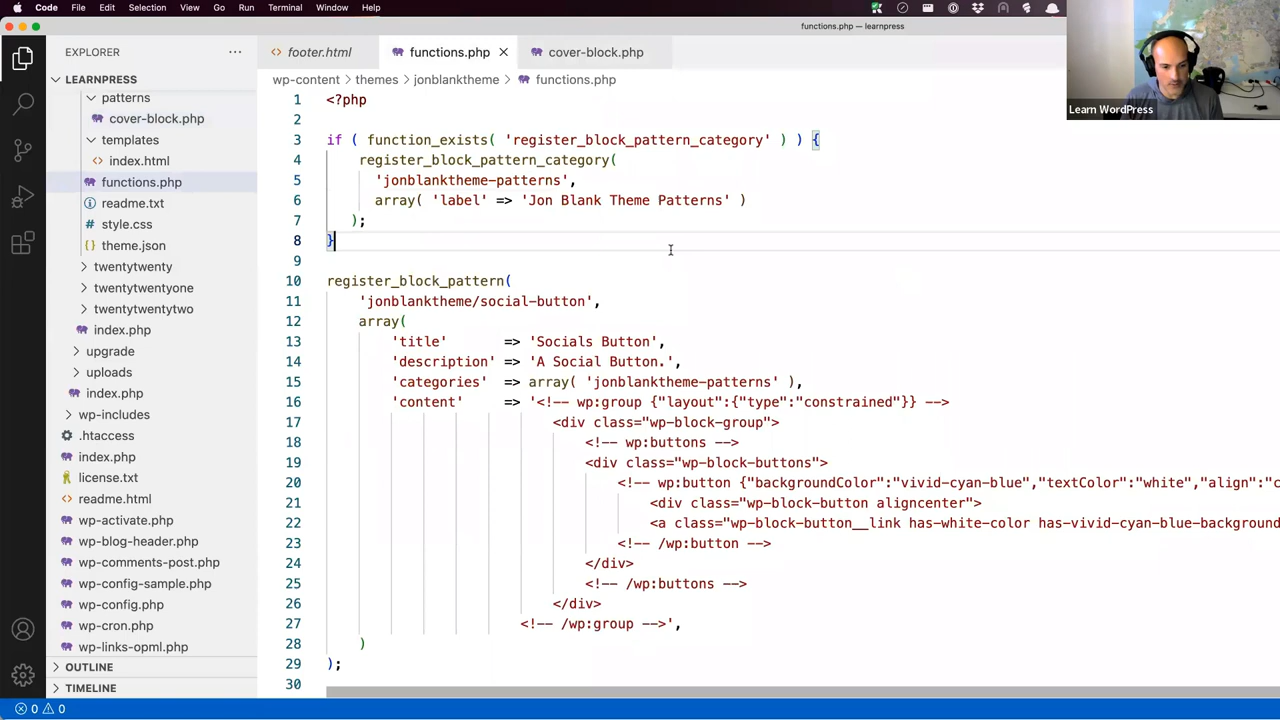 Code File Edit Selection View Go Run Terminal Window Help
functions.php — learnpress
EXPLORER
LEARNPRESS
patterns
cover-block.php
templates
index.html
functions.php
readme.txt
style.css
theme.json
twentytwenty
twentytwentyone
twentytwentytwo
index.php
upgrade
uploads
index.php
wp-includes
.htaccess
index.php
license.txt
readme.html
wp-activate.php
wp-blog-header.php
wp-comments-post.php
wp-config-sample.php
wp-config.php
wp-cron.php
wp-links-opml.php
OUTLINE
TIMELINE
0 0
footer.html functions.php cover-block.php
wp-content > themes > jonblanktheme > functions.php
1 <?php
2
3 if ( function_exists( 'register_block_pattern_category' ) ) {
4 register_block_pattern_category(
5 'jonblanktheme-patterns',
6 array( 'label' => 'Jon Blank Theme Patterns' )
7 );
8 }
9
10 register_block_pattern(
11 'jonblanktheme/social-button',
12 array(
13 'title' => 'Socials Button',
14 'description' => 'A Social Button.',
15 'categories' => array( 'jonblanktheme-patterns' ),
16 'content' => '<!-- wp:group {"layout":{"type":"constrained"}} -->
17 <div class="wp-block-group">
18 <!-- wp:buttons -->
19 <div class="wp-block-buttons">
20 <!-- wp:button {"backgroundColor":"vivid-cyan-blue","textColor":"white","align":"c
21 <div class="wp-block-button aligncenter">
22 <a class="wp-block-button__link has-white-color has-vivid-cyan-blue-background
23 <!-- /wp:button -->
24 </div>
25 <!-- /wp:buttons -->
26 </div>
27 <!-- /wp:group -->',
28 )
29 );
30
Learn WordPress